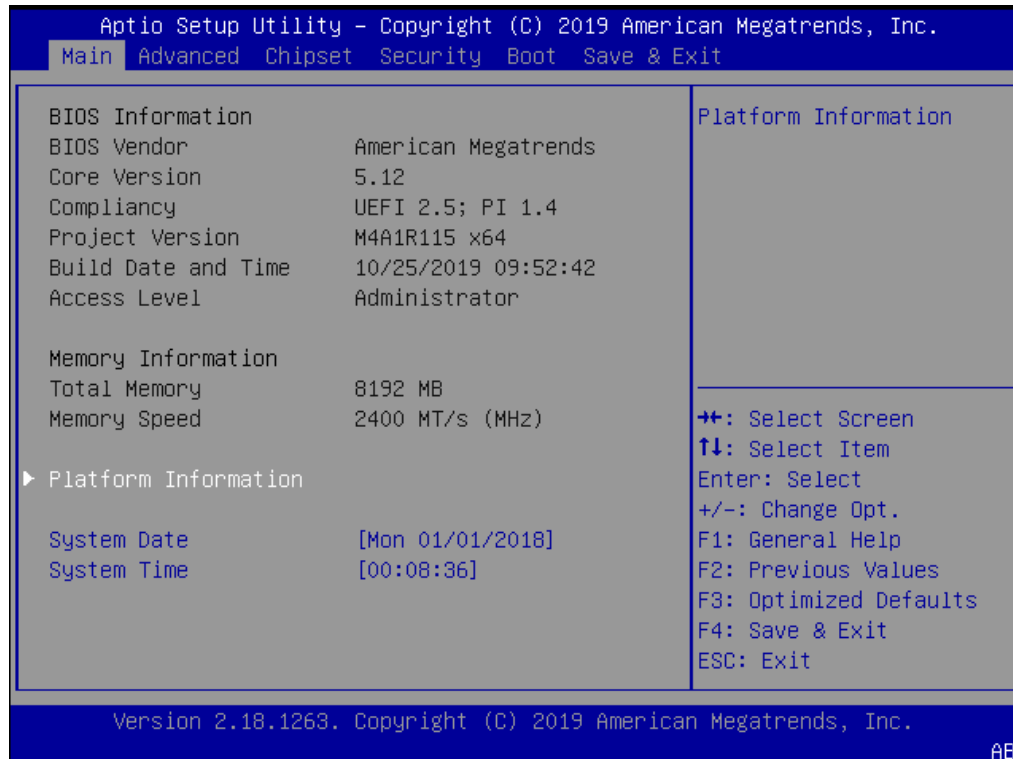 Aptio Setup Utility – Copyright (C) 2019 American Megatrends, Inc.
Main Advanced Chipset Security Boot Save & Exit
BIOS Information
BIOS Vendor American Megatrends
Core Version 5.12
Compliancy UEFI 2.5; PI 1.4
Project Version M4A1R115 x64
Build Date and Time 10/25/2019 09:52:42
Access Level Administrator
Memory Information
Total Memory 8192 MB
Memory Speed 2400 MT/s (MHz)
▶ Platform Information
System Date [Mon 01/01/2018]
System Time [00:08:36]
Platform Information
→←: Select Screen
↑↓: Select Item
Enter: Select
+/-: Change Opt.
F1: General Help
F2: Previous Values
F3: Optimized Defaults
F4: Save & Exit
ESC: Exit
Version 2.18.1263. Copyright (C) 2019 American Megatrends, Inc.